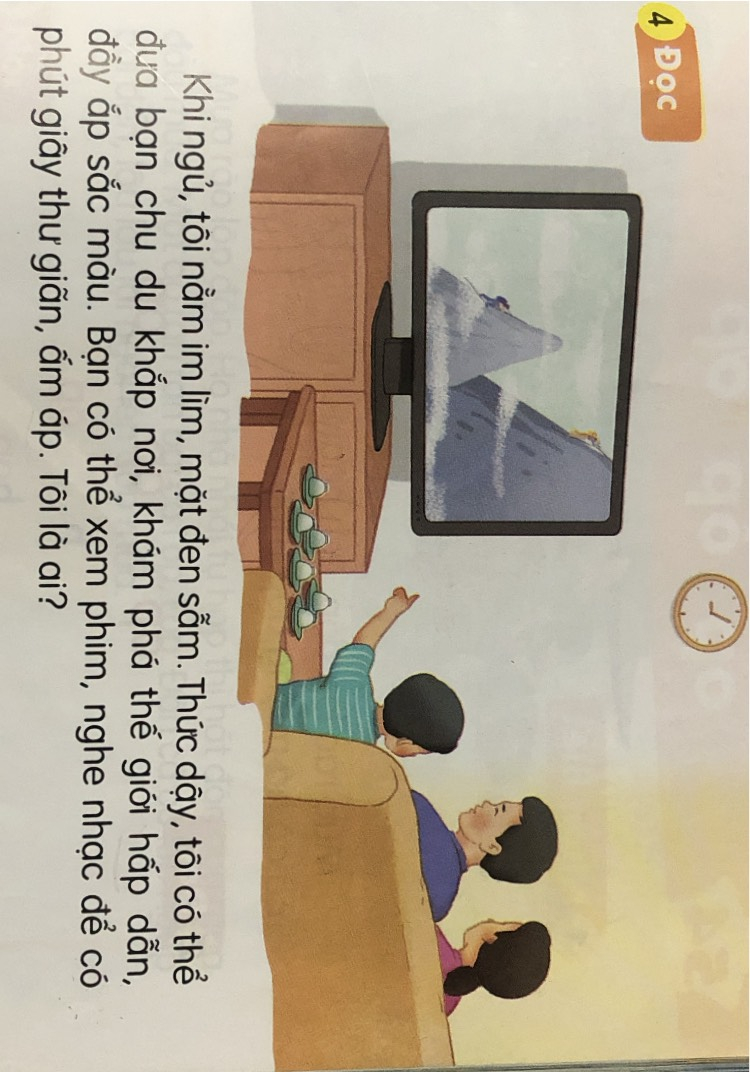 4 Đọc
Khi ngủ, tôi nằm im lìm, mặt đen sẫm. Thức dậy, tôi có thể
đưa bạn chu du khắp nơi, khám phá thế giới hấp dẫn,
đầy ắp sắc màu. Bạn có thể xem phim, nghe nhạc để có
phút giây thư giãn, ấm áp. Tôi là ai?